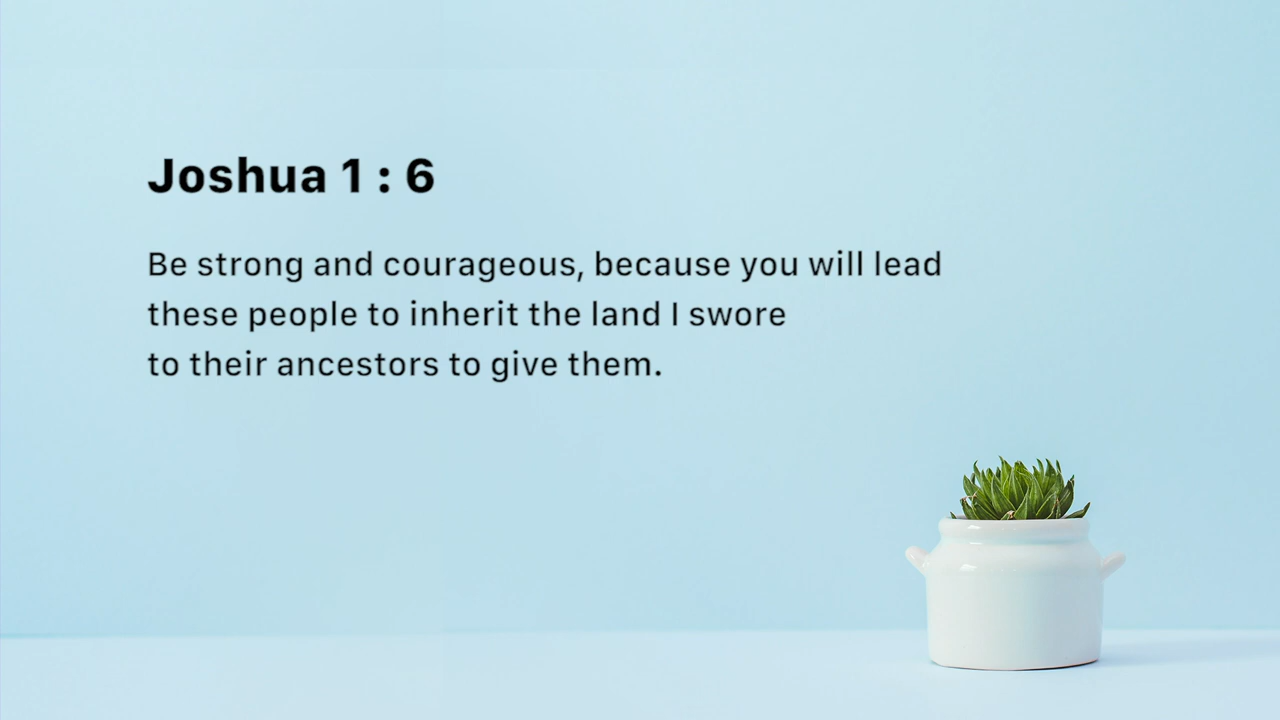 Joshua 1 : 6
Be strong and courageous, because you will lead
these people to inherit the land I swore
to their ancestors to give them.